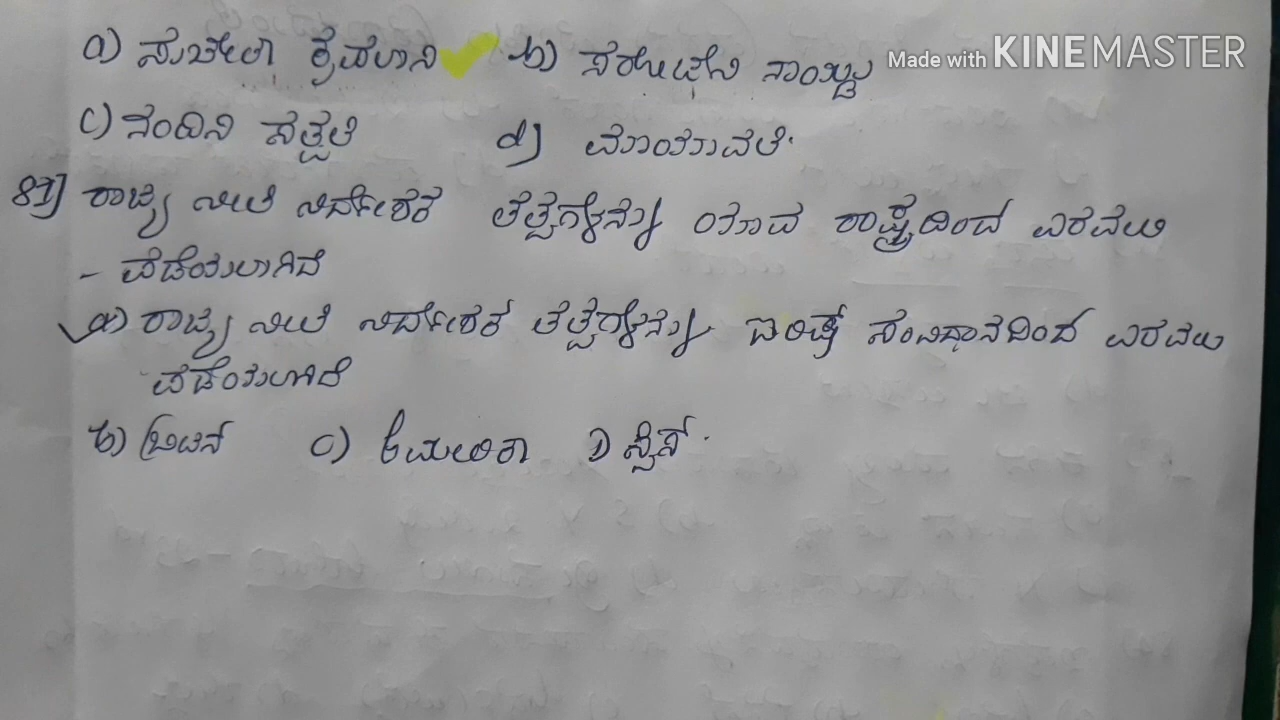 a) ಸುಚೇತಾ ಕೃಪಲಾನಿ b) ಸರೋಜಿನಿ ನಾಯ್ಡು Made with KINEMASTER
c) ನಂದಿನಿ ಸತ್ಪತಿ d) ಮಾಯಾವತಿ.
87] ರಾಜ್ಯ ನೀತಿ ನಿರ್ದೇಶಕ ತತ್ವಗಳನ್ನು ಯಾವ ರಾಷ್ಟ್ರದಿಂದ ಎರವಲು
- ಪಡೆಯಲಾಗಿದೆ
a) ರಾಜ್ಯ ನೀತಿ ನಿರ್ದೇಶಕ ತತ್ವಗಳನ್ನು ಐರಿಷ್ ಸಂವಿಧಾನದಿಂದ ಎರವಲು
ಪಡೆಯಲಾಗಿದೆ
b) ಬ್ರಿಟನ್ c) ಅಮೇರಿಕಾ D ಸ್ವಿಸ್.